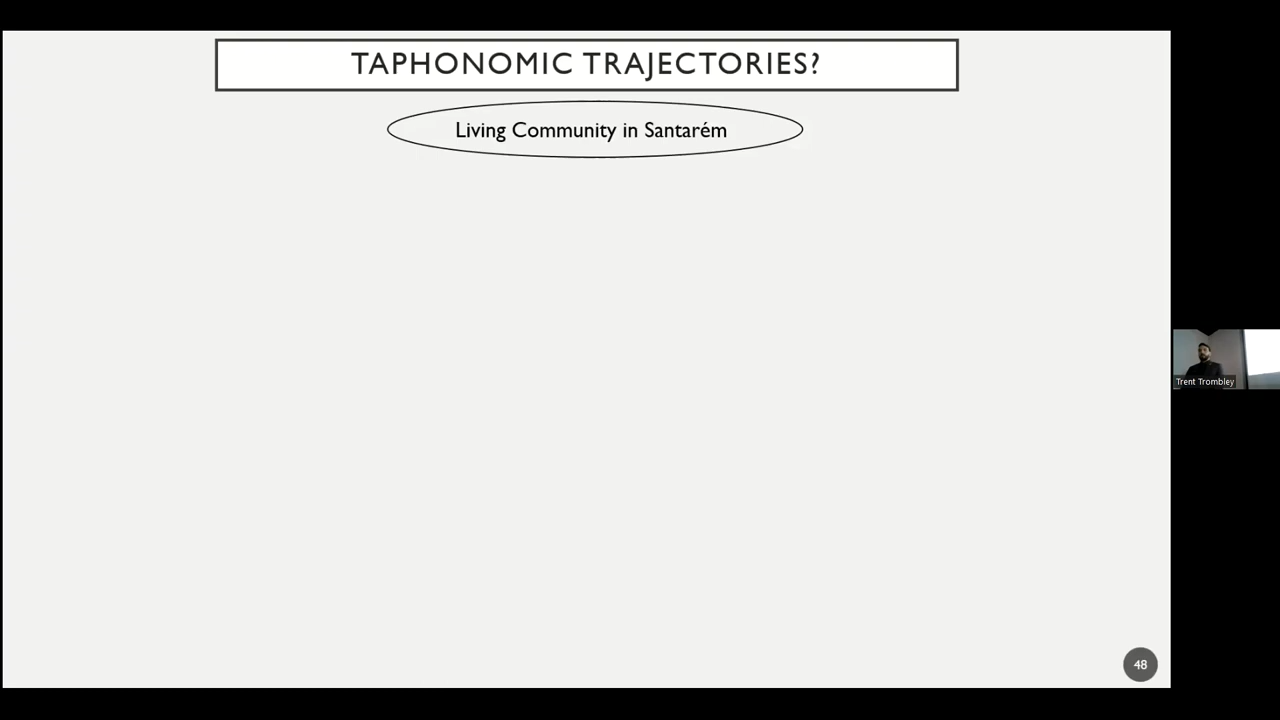 TAPHONOMIC TRAJECTORIES?
Living Community in Santarém
Trent Trombley
48